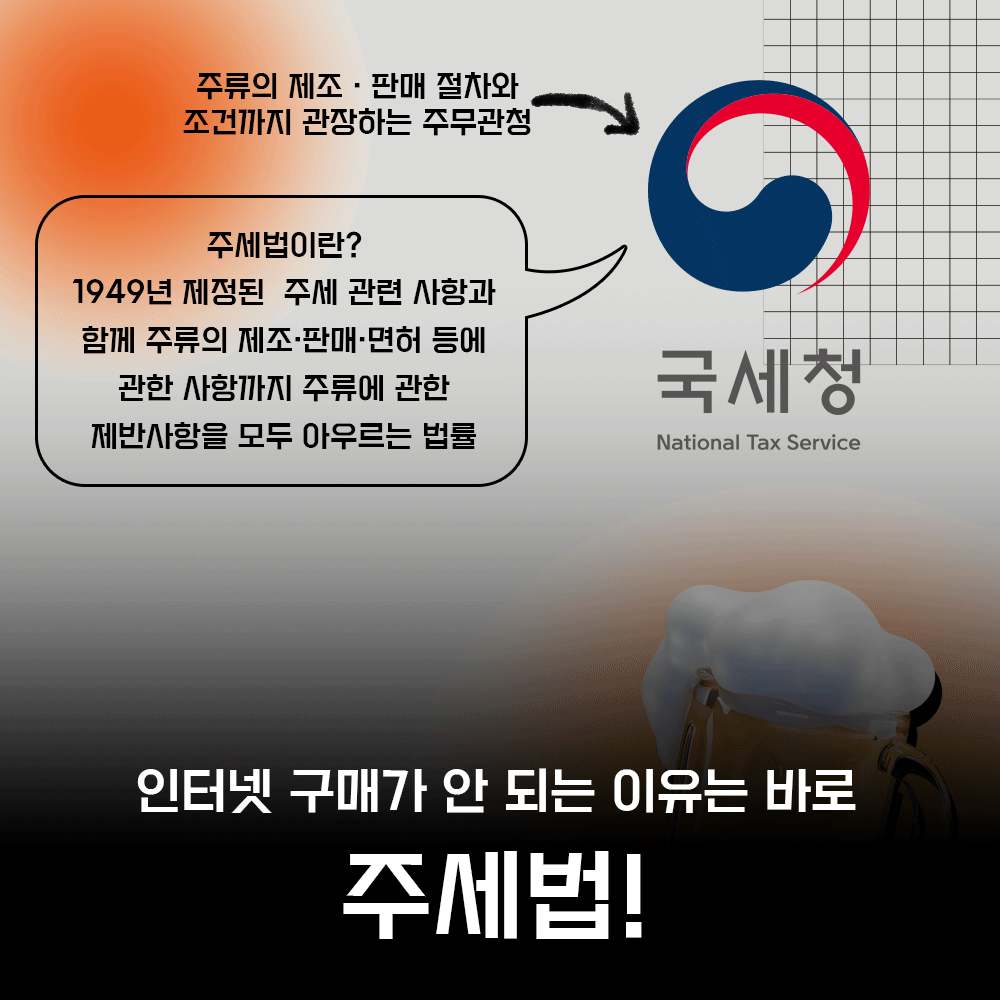 주류의 제조 · 판매 절차와
조건까지 관장하는 주무관청
주세법이란?
1949년 제정된 주세 관련 사항과
함께 주류의 제조·판매·면허 등에
관한 사항까지 주류에 관한
제반사항을 모두 아우르는 법률
국세청
National Tax Service
인터넷 구매가 안 되는 이유는 바로
주세법!